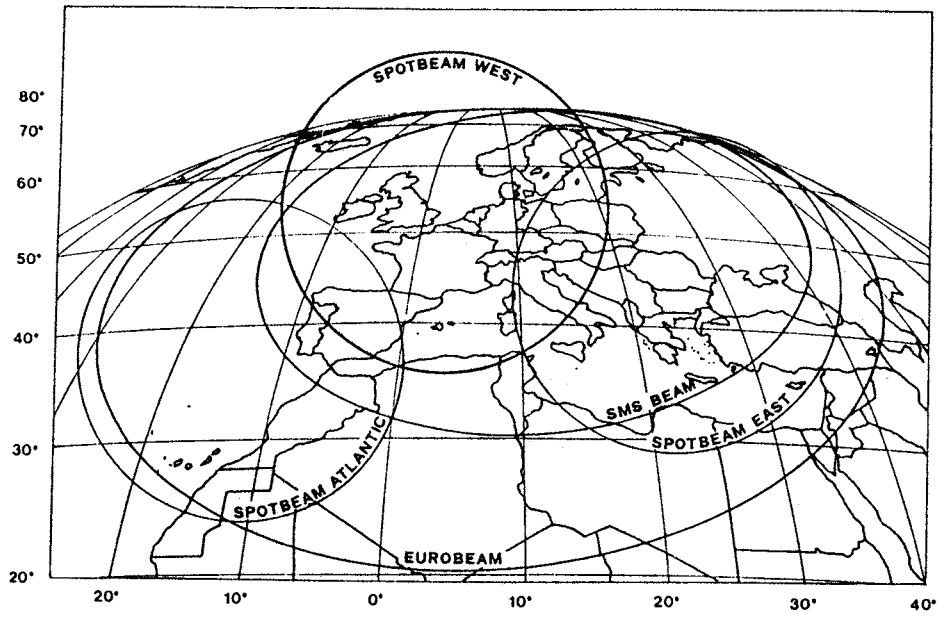 SPOTBEAM WEST
80°
70°
60°
50°
40°
30°
20°
SMS BEAM
SPOTBEAM EAST
SPOTBEAM ATLANTIC
EUROBEAM
20° 10° 0° 10° 20° 30° 40°